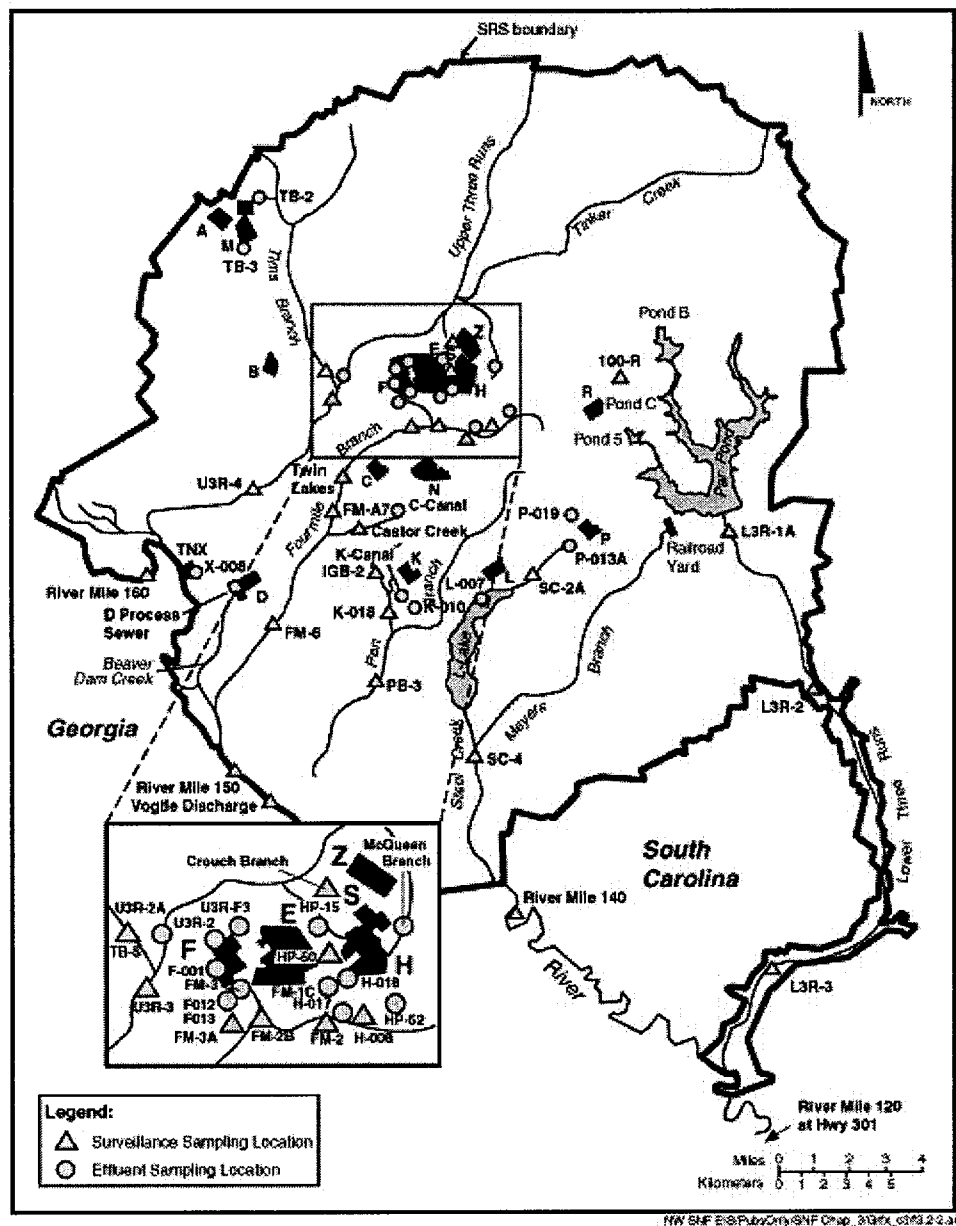 SRS boundary
NORTH
TB-2
A
M
TB-3
Tims
Branch
Upper Three Runs
Tinker Creek
B
Z
E
F
H
Pond B
100-R
R
Pond C
Pond 5
Par Pond
Branch
Fourmile
Twin
Lakes
C
N
U3R-4
FM-A7
C-Canal
Castor Creek
P-019
P
P-013A
Railroad
Yard
L3R-1A
TNX
X-008
River Mile 160
D
D Process
Sewer
K-Canal
IGB-2
K
K-018
K-010
Branch
Pen
L-007
L
SC-2A
L-Lake
FM-6
Beaver
Dam Creek
PB-3
Meyers
Branch
L3R-2
Georgia
SC-4
Steel Creek
Lower Three
Runs
River Mile 150
Vogtle Discharge
South
Carolina
Crouch Branch
Z
McQueen
Branch
S
U3R-2A
U3R-F3
U3R-2
E
HP-15
TB-5
F
HP-50
H
F-001
FM-3
FM-1C
H-018
U3R-3
F012
H-017
F013
HP-52
FM-3A
FM-2B
FM-2
H-008
River Mile 140
River
L3R-3
River Mile 120
at Hwy 301
Legend:
Surveillance Sampling Location
Effluent Sampling Location
Miles 0 1 2 3 4
Kilometers 0 1 2 3 4 5